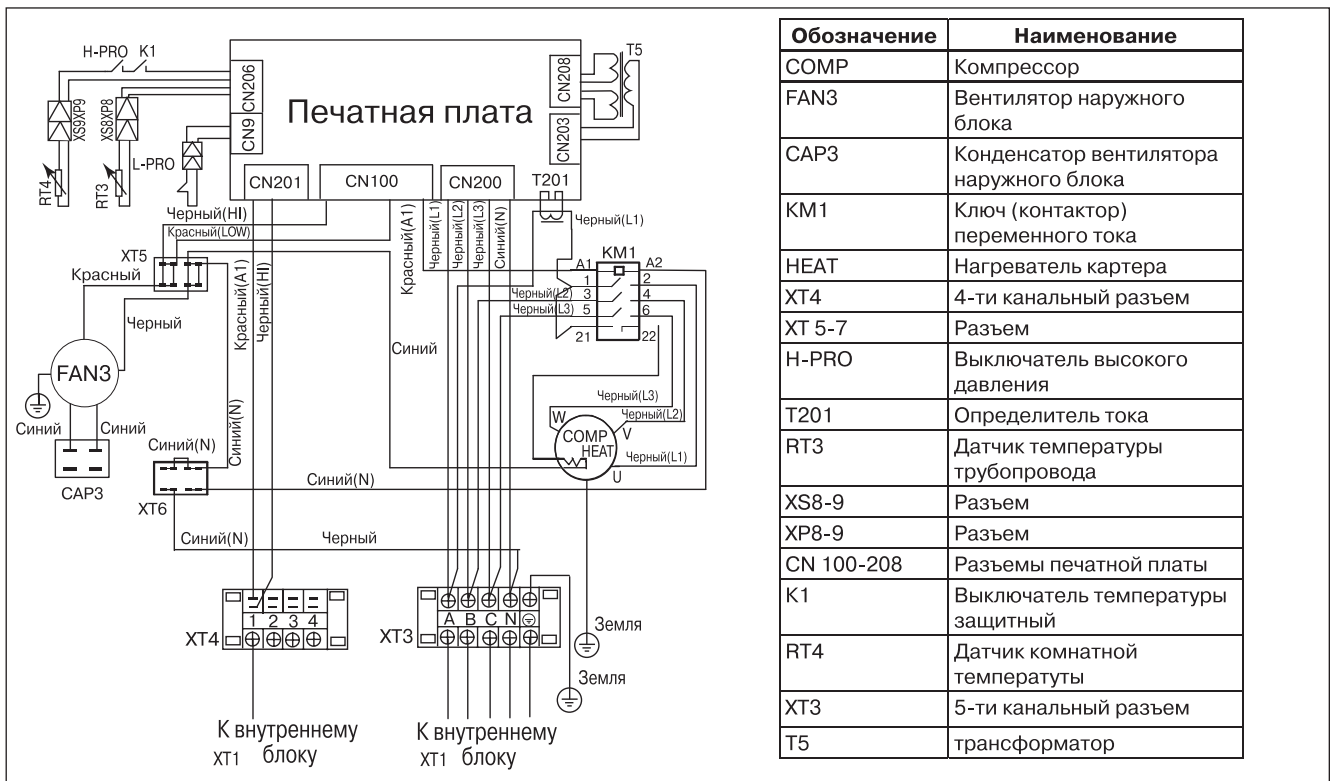 H-PRO K1
CN206
CN9
XS9XP9
XS8XP8
L-PRO
RT4
RT3
Печатная плата
CN208
CN203
T5
CN201
CN100
CN200
T201
Черный(HI)
Красный(LOW)
XT5
Красный
Черный
Красный(A1)
Черный(HI)
Красный(A1)
Черный(L1)
Черный(L2)
Черный(L3)
Синий(N)
Черный(L1)
KM1
A1 A2
1 2
Черный(L2) 3 4
Черный(L3) 5 6
21 22
Синий
FAN3
Синий Синий
CAP3
Синий(N)
Синий(N)
XT6
Синий(N)
Черный(L3)
W
Черный(L2)
V
COMP
HEAT
Черный(L1)
U
Синий(N) Черный
1 2 3 4
XT4
A B C N
XT3
Земля
Земля
К внутреннему
XT1 блоку
К внутреннему
XT1 блоку
Обозначение Наименование
COMP Компрессор
FAN3 Вентилятор наружного
блока
CAP3 Конденсатор вентилятора
наружного блока
KM1 Ключ (контактор)
переменного тока
HEAT Нагреватель картера
XT4 4-ти канальный разъем
XT 5-7 Разъем
H-PRO Выключатель высокого
давления
T201 Определитель тока
RT3 Датчик температуры
трубопровода
XS8-9 Разъем
XP8-9 Разъем
CN 100-208 Разъемы печатной платы
K1 Выключатель температуры
защитный
RT4 Датчик комнатной
температуты
XT3 5-ти канальный разъем
T5 трансформатор